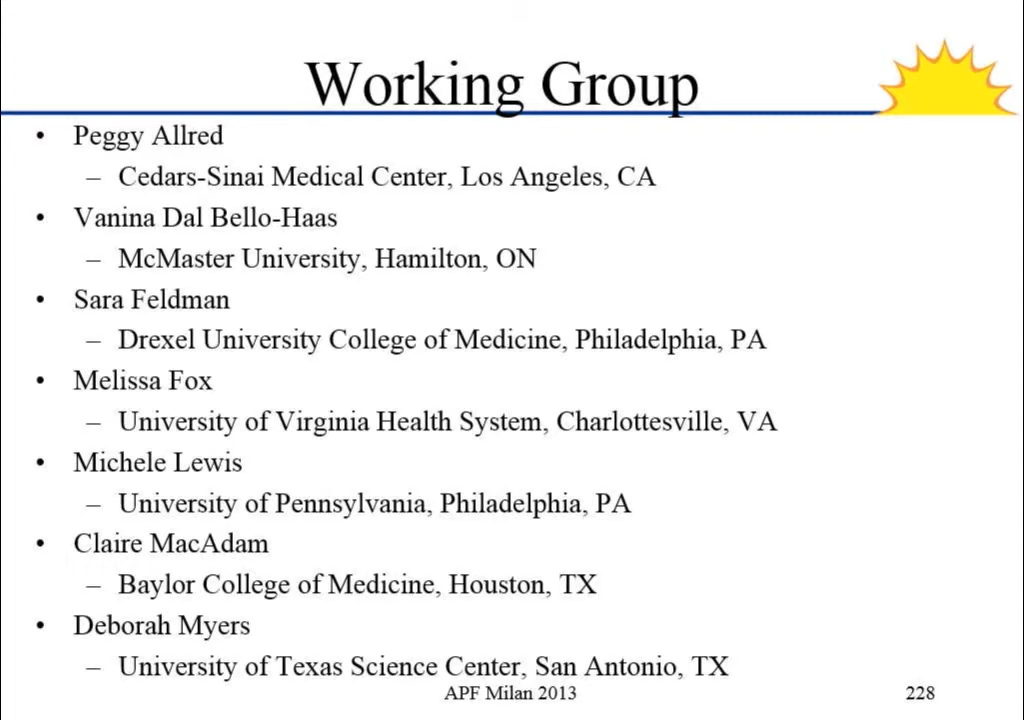 Working Group
• Peggy Allred
– Cedars-Sinai Medical Center, Los Angeles, CA
• Vanina Dal Bello-Haas
– McMaster University, Hamilton, ON
• Sara Feldman
– Drexel University College of Medicine, Philadelphia, PA
• Melissa Fox
– University of Virginia Health System, Charlottesville, VA
• Michele Lewis
– University of Pennsylvania, Philadelphia, PA
• Claire MacAdam
– Baylor College of Medicine, Houston, TX
• Deborah Myers
– University of Texas Science Center, San Antonio, TX
APF Milan 2013
228